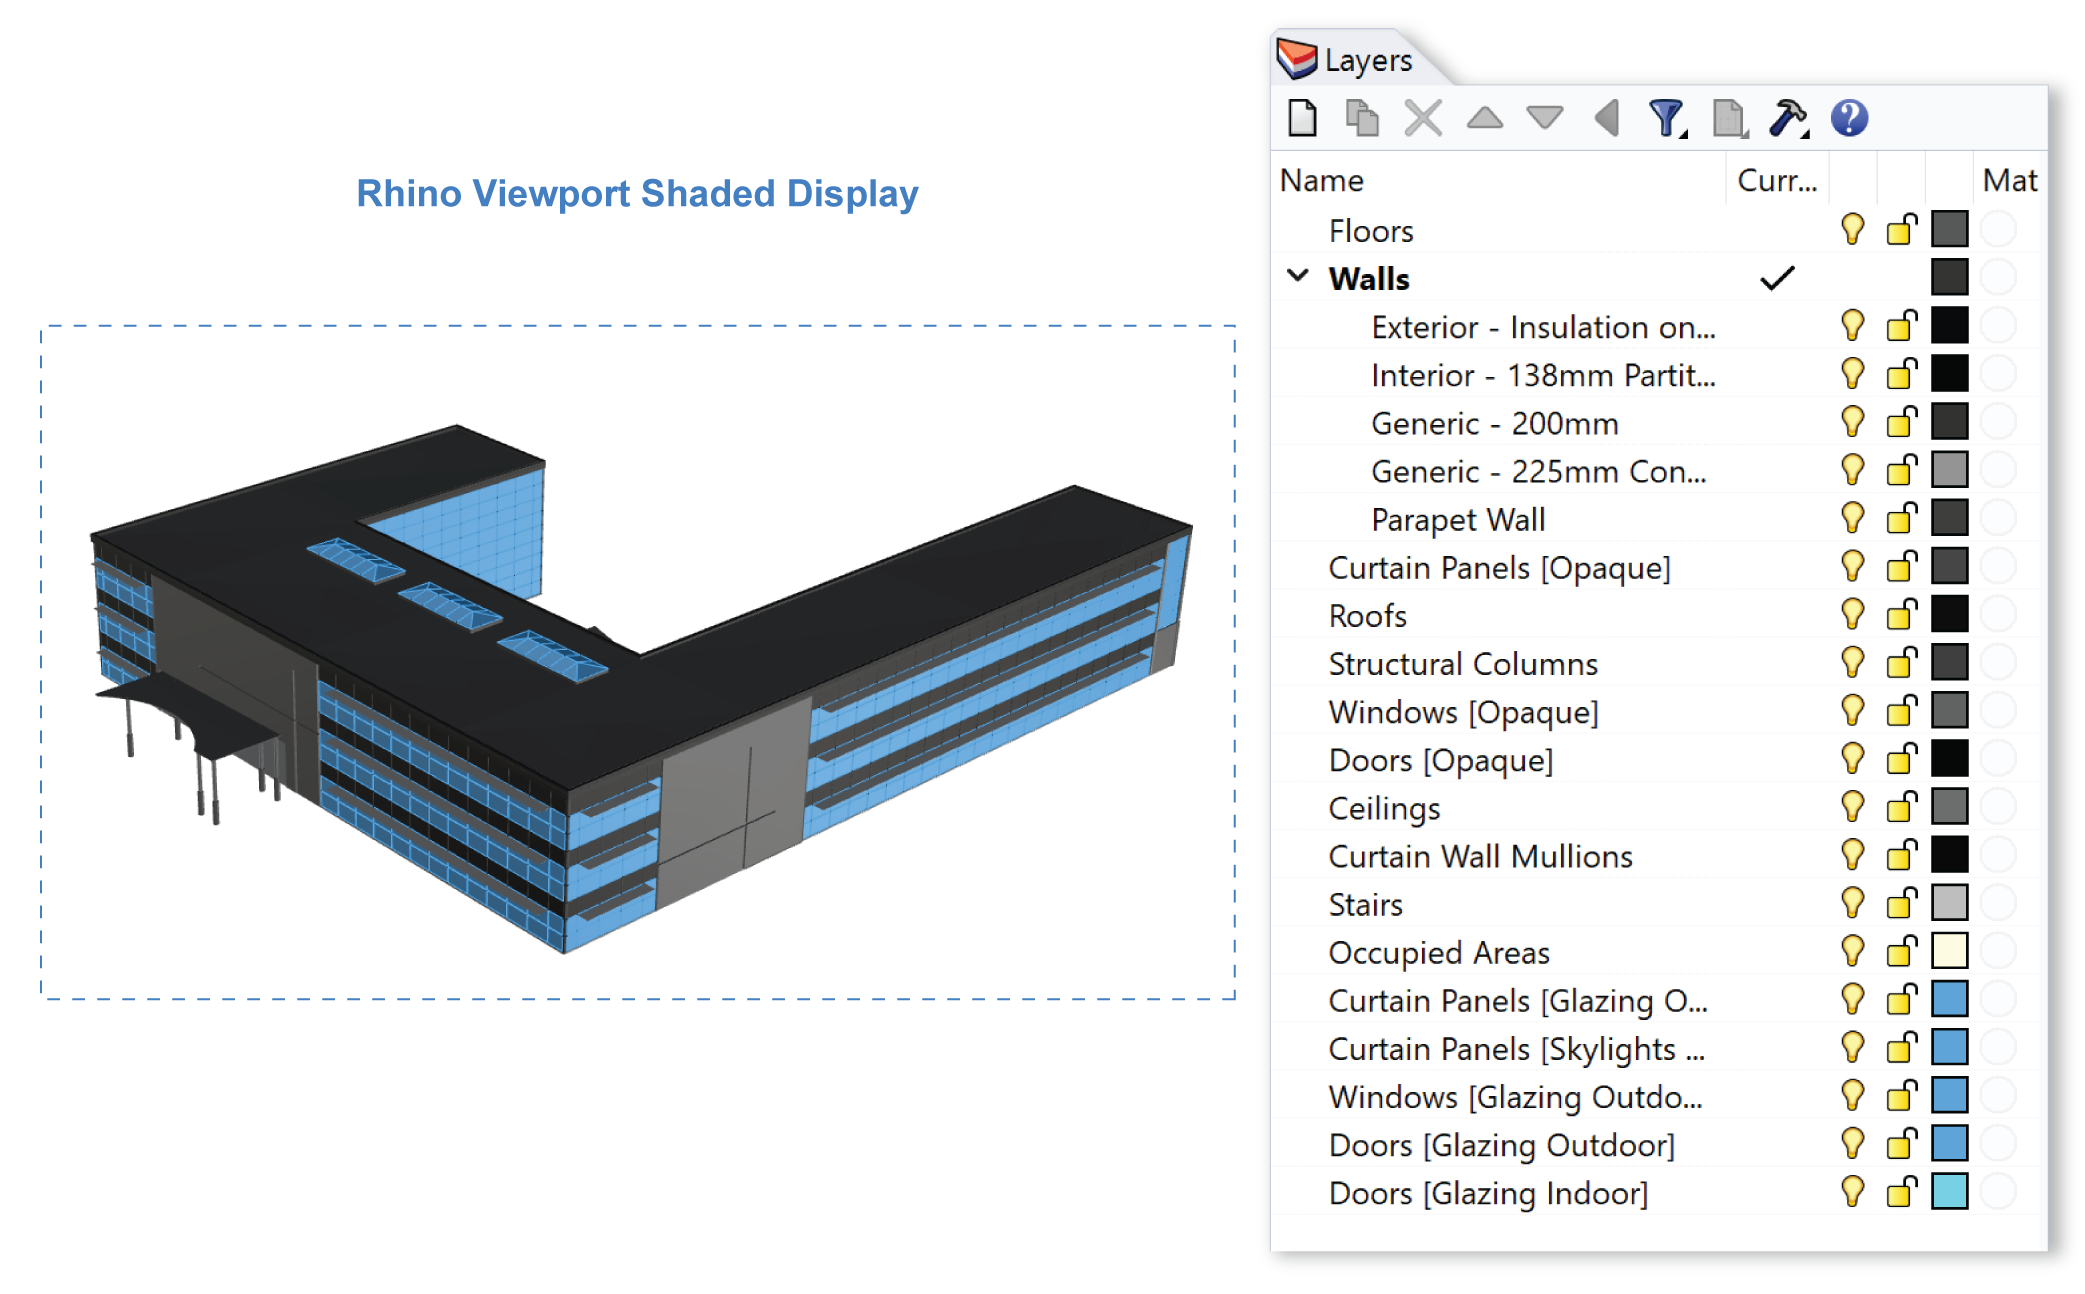 Rhino Viewport Shaded Display
Layers
?
Name Curr... Mat
Floors
Walls
Exterior - Insulation on...
Interior - 138mm Partit...
Generic - 200mm
Generic - 225mm Con...
Parapet Wall
Curtain Panels [Opaque]
Roofs
Structural Columns
Windows [Opaque]
Doors [Opaque]
Ceilings
Curtain Wall Mullions
Stairs
Occupied Areas
Curtain Panels [Glazing O...
Curtain Panels [Skylights ...
Windows [Glazing Outdo...
Doors [Glazing Outdoor]
Doors [Glazing Indoor]